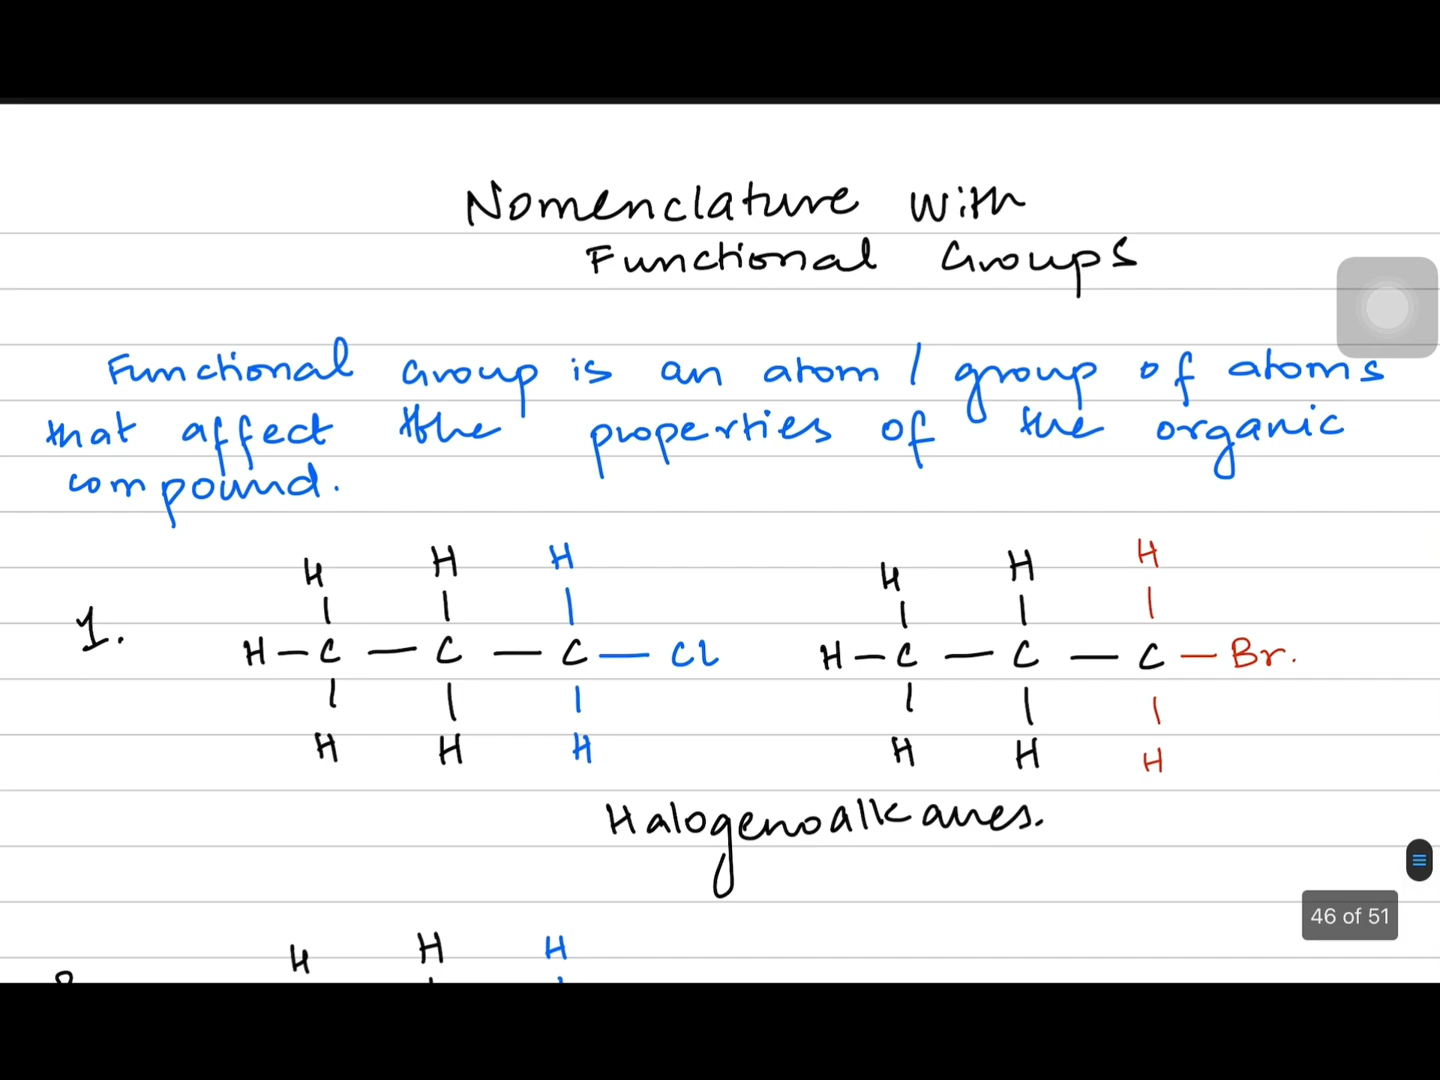 Nomenclature with
Functional Groups
Functional Group is an atom / group of atoms
that affect the properties of the organic
compound.
H H H
1. H – C — C — C — Cl
H H H
H H H
H – C — C — C – Br.
H H H
Halogenoalkanes.
46 of 51
H H H